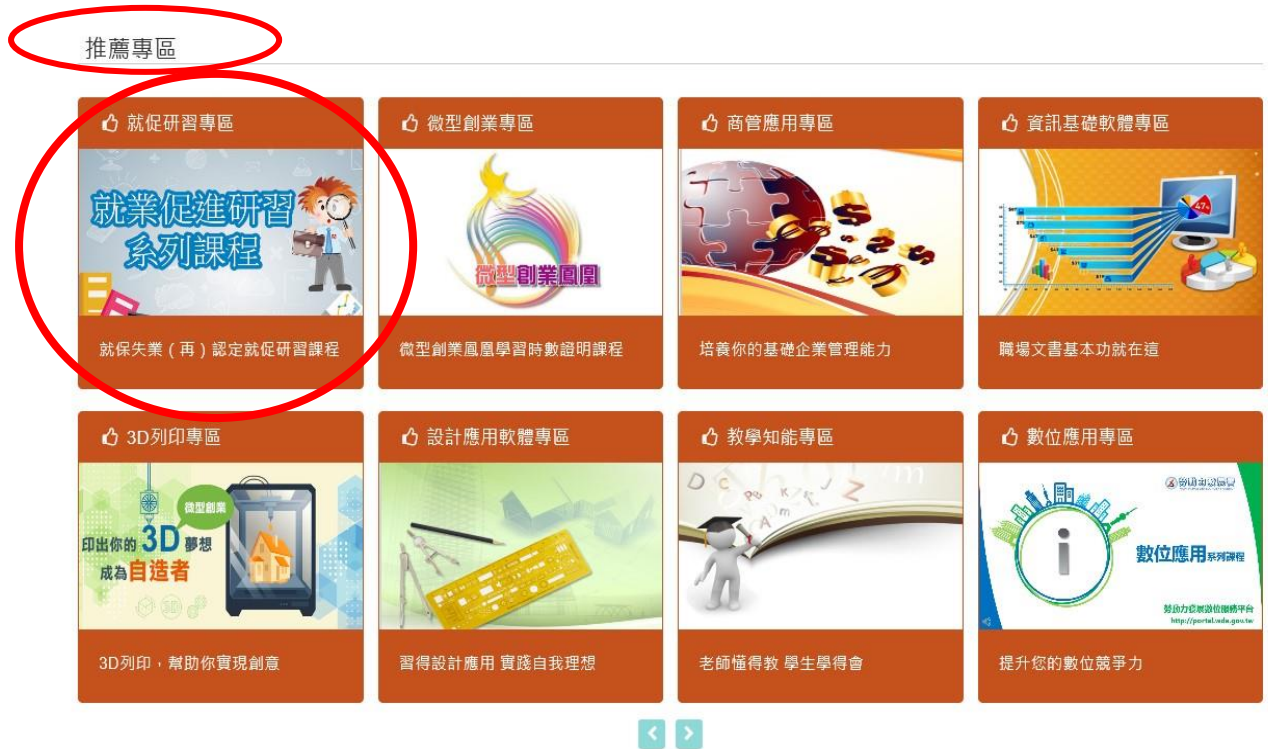 推薦專區
就促研習專區
就業促進研習
系列課程
就保失業(再)認定就促研習課程
微型創業專區
微型創業鳳凰
微型創業鳳凰學習時數證明課程
商管應用專區
培養你的基礎企業管理能力
資訊基礎軟體專區
47%
職場文書基本功就在這
3D列印專區
微型創業
印出你的 3D 夢想
成為自造者
3D
3D列印,幫助你實現創意
設計應用軟體專區
習得設計應用 實踐自我理想
教學知能專區
老師懂得教 學生學得會
數位應用專區
i
數位應用系列課程
勞動力發展數位服務平台
http://portal.wda.gov.tw
提升您的數位競爭力